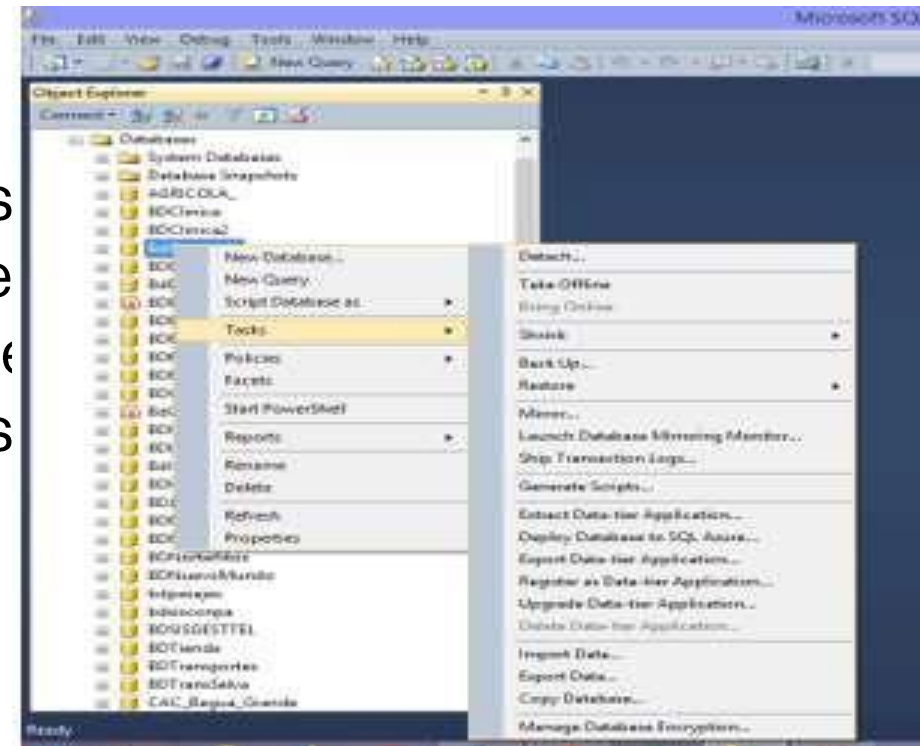 Microsoft SQL
File Edit View Debug Tools Window Help
New Query
Object Explorer
Connect
Databases
System Databases
Database Snapshots
AGRICOLA_
BDClinica
BDClinica2
New Database...
New Query
Script Database as
Tasks
Policies
Facets
Start PowerShell
Reports
Rename
Delete
Refresh
Properties
Detach...
Take Offline
Bring Online
Shrink
Back Up...
Restore
Mirror...
Launch Database Mirroring Monitor...
Ship Transaction Logs...
Generate Scripts...
Extract Data-tier Application...
Deploy Database to SQL Azure...
Export Data-tier Application...
Register as Data-tier Application...
Upgrade Data-tier Application...
Delete Data-tier Application...
Import Data...
Export Data...
Copy Database...
Manage Database Encryption...
BDNuevoMundo
BDSISGESTTEL
BDTienda
BDTransportes
BDTransSelva
CAC_Bagua_Grande
Ready
s
e
s